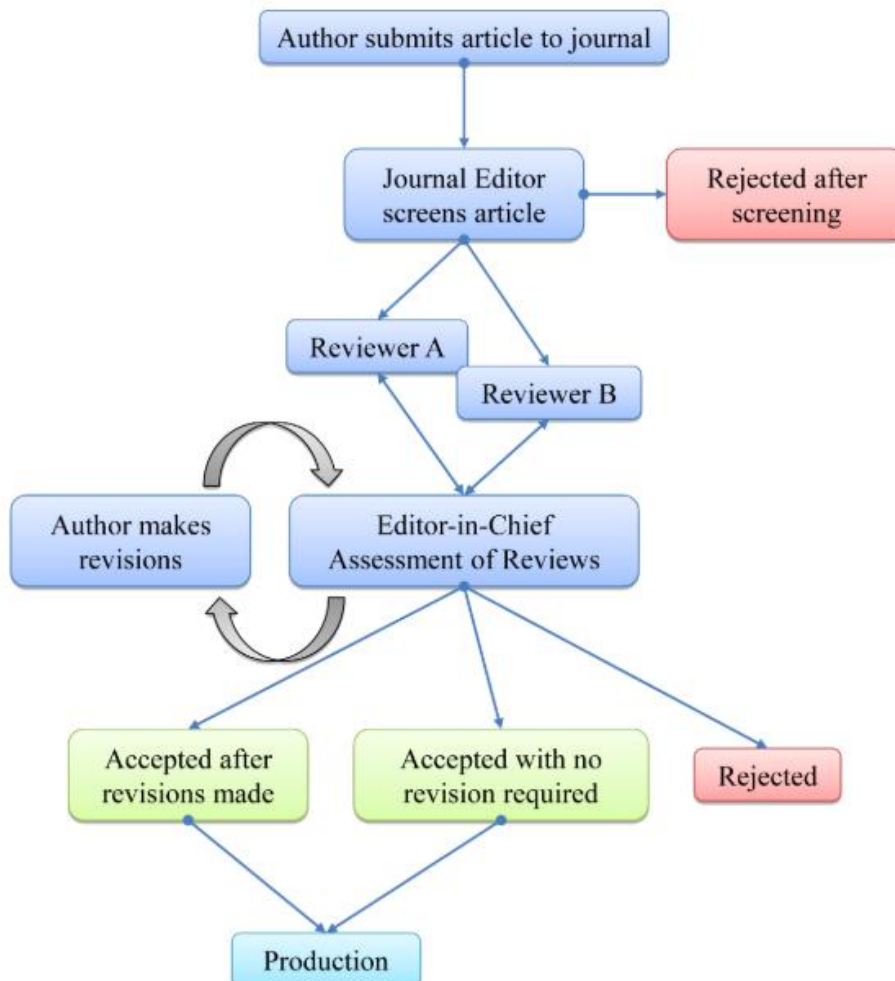 Author submits article to journal
Journal Editor
screens article
Rejected after
screening
Reviewer A
Reviewer B
Author makes
revisions
Editor-in-Chief
Assessment of Reviews
Accepted after
revisions made
Accepted with no
revision required
Rejected
Production